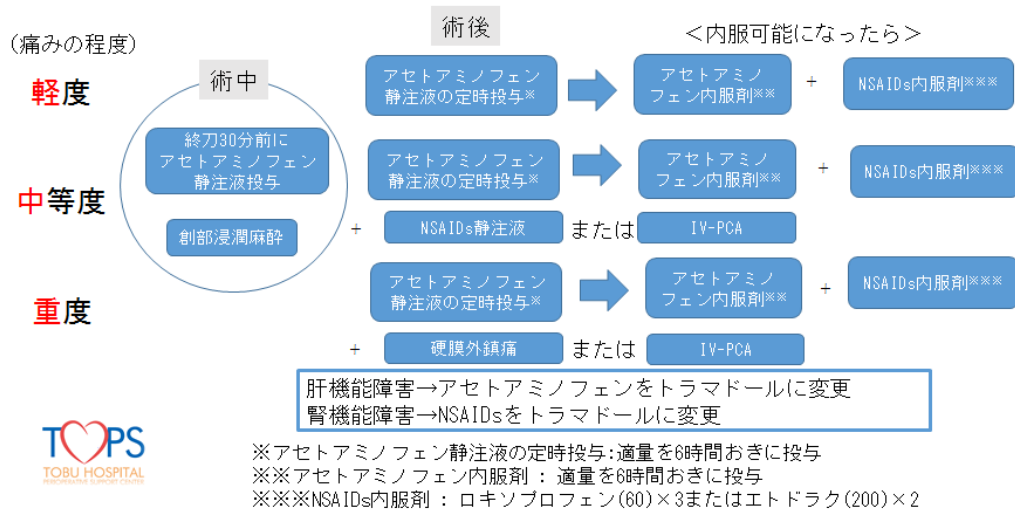 術後
<内服可能になったら>
(痛みの程度)
軽度
術中
アセトアミノフェン
静注液の定時投与※
アセトアミノ
フェン内服剤※※
+
NSAIDs内服剤※※※
終刀30分前に
アセトアミノフェン
静注液投与
中等度
アセトアミノフェン
静注液の定時投与※
アセトアミノ
フェン内服剤※※
+
NSAIDs内服剤※※※
創部浸潤麻酔
+
NSAIDs静注液
または
IV-PCA
重度
アセトアミノフェン
静注液の定時投与※
アセトアミノ
フェン内服剤※※
+
NSAIDs内服剤※※※
+
硬膜外鎮痛
または
IV-PCA
肝機能障害→アセトアミノフェンをトラマドールに変更
腎機能障害→NSAIDsをトラマドールに変更
TOPS
TOBU HOSPITAL
PERIOPERATIVE SUPPORT CENTER
※アセトアミノフェン静注液の定時投与:適量を6時間おきに投与
※※アセトアミノフェン内服剤 : 適量を6時間おきに投与
※※※NSAIDs内服剤 : ロキソプロフェン(60)×3またはエトドラク(200)×2